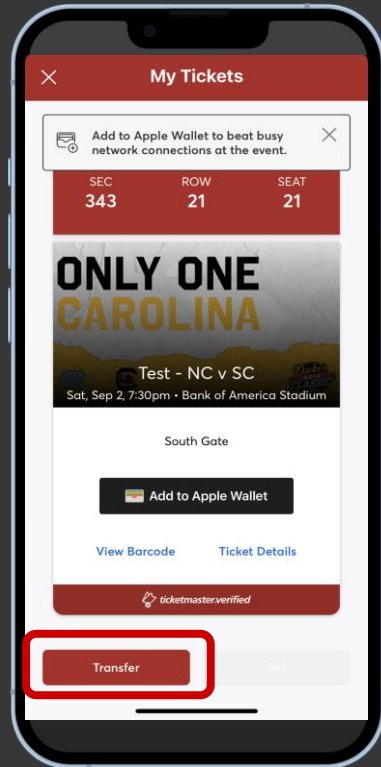 My Tickets
Add to Apple Wallet to beat busy
network connections at the event.
SEC ROW SEAT
343 21 21
ONLY ONE
CAROLINA
Test - NC v SC
Sat, Sep 2, 7:30pm • Bank of America Stadium
South Gate
Add to Apple Wallet
View Barcode Ticket Details
ticketmaster.verified
Transfer Sell